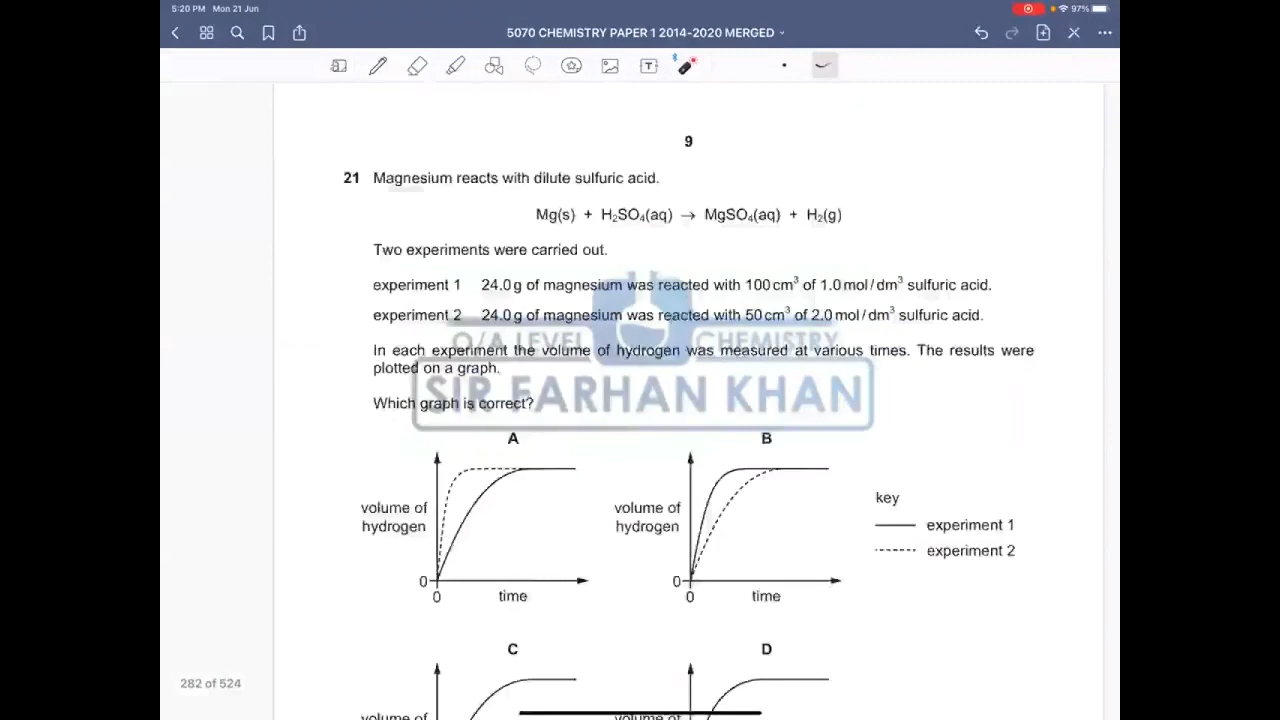 5:20 PM Mon 21 Jun
97%
5070 CHEMISTRY PAPER 1 2014-2020 MERGED
T
9
21 Magnesium reacts with dilute sulfuric acid.
Mg(s) + H₂SO₄(aq) → MgSO₄(aq) + H₂(g)
Two experiments were carried out.
experiment 1 24.0 g of magnesium was reacted with 100 cm³ of 1.0 mol / dm³ sulfuric acid.
experiment 2 24.0 g of magnesium was reacted with 50 cm³ of 2.0 mol / dm³ sulfuric acid.
O/A LEVEL CHEMISTRY
In each experiment the volume of hydrogen was measured at various times. The results were
plotted on a graph.
SIR FARHAN KHAN
Which graph is correct?
A
volume of
hydrogen
0
0
time
B
volume of
hydrogen
0
0
time
key
experiment 1
experiment 2
C
volume of
D
volume of
282 of 524